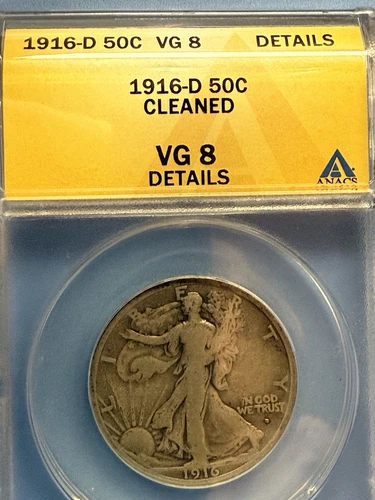 1916-D 50C VG 8 DETAILS
1916-D 50C
CLEANED
VG 8
DETAILS
ANACS
LIBERTY
IN GOD
WE TRUST
1916